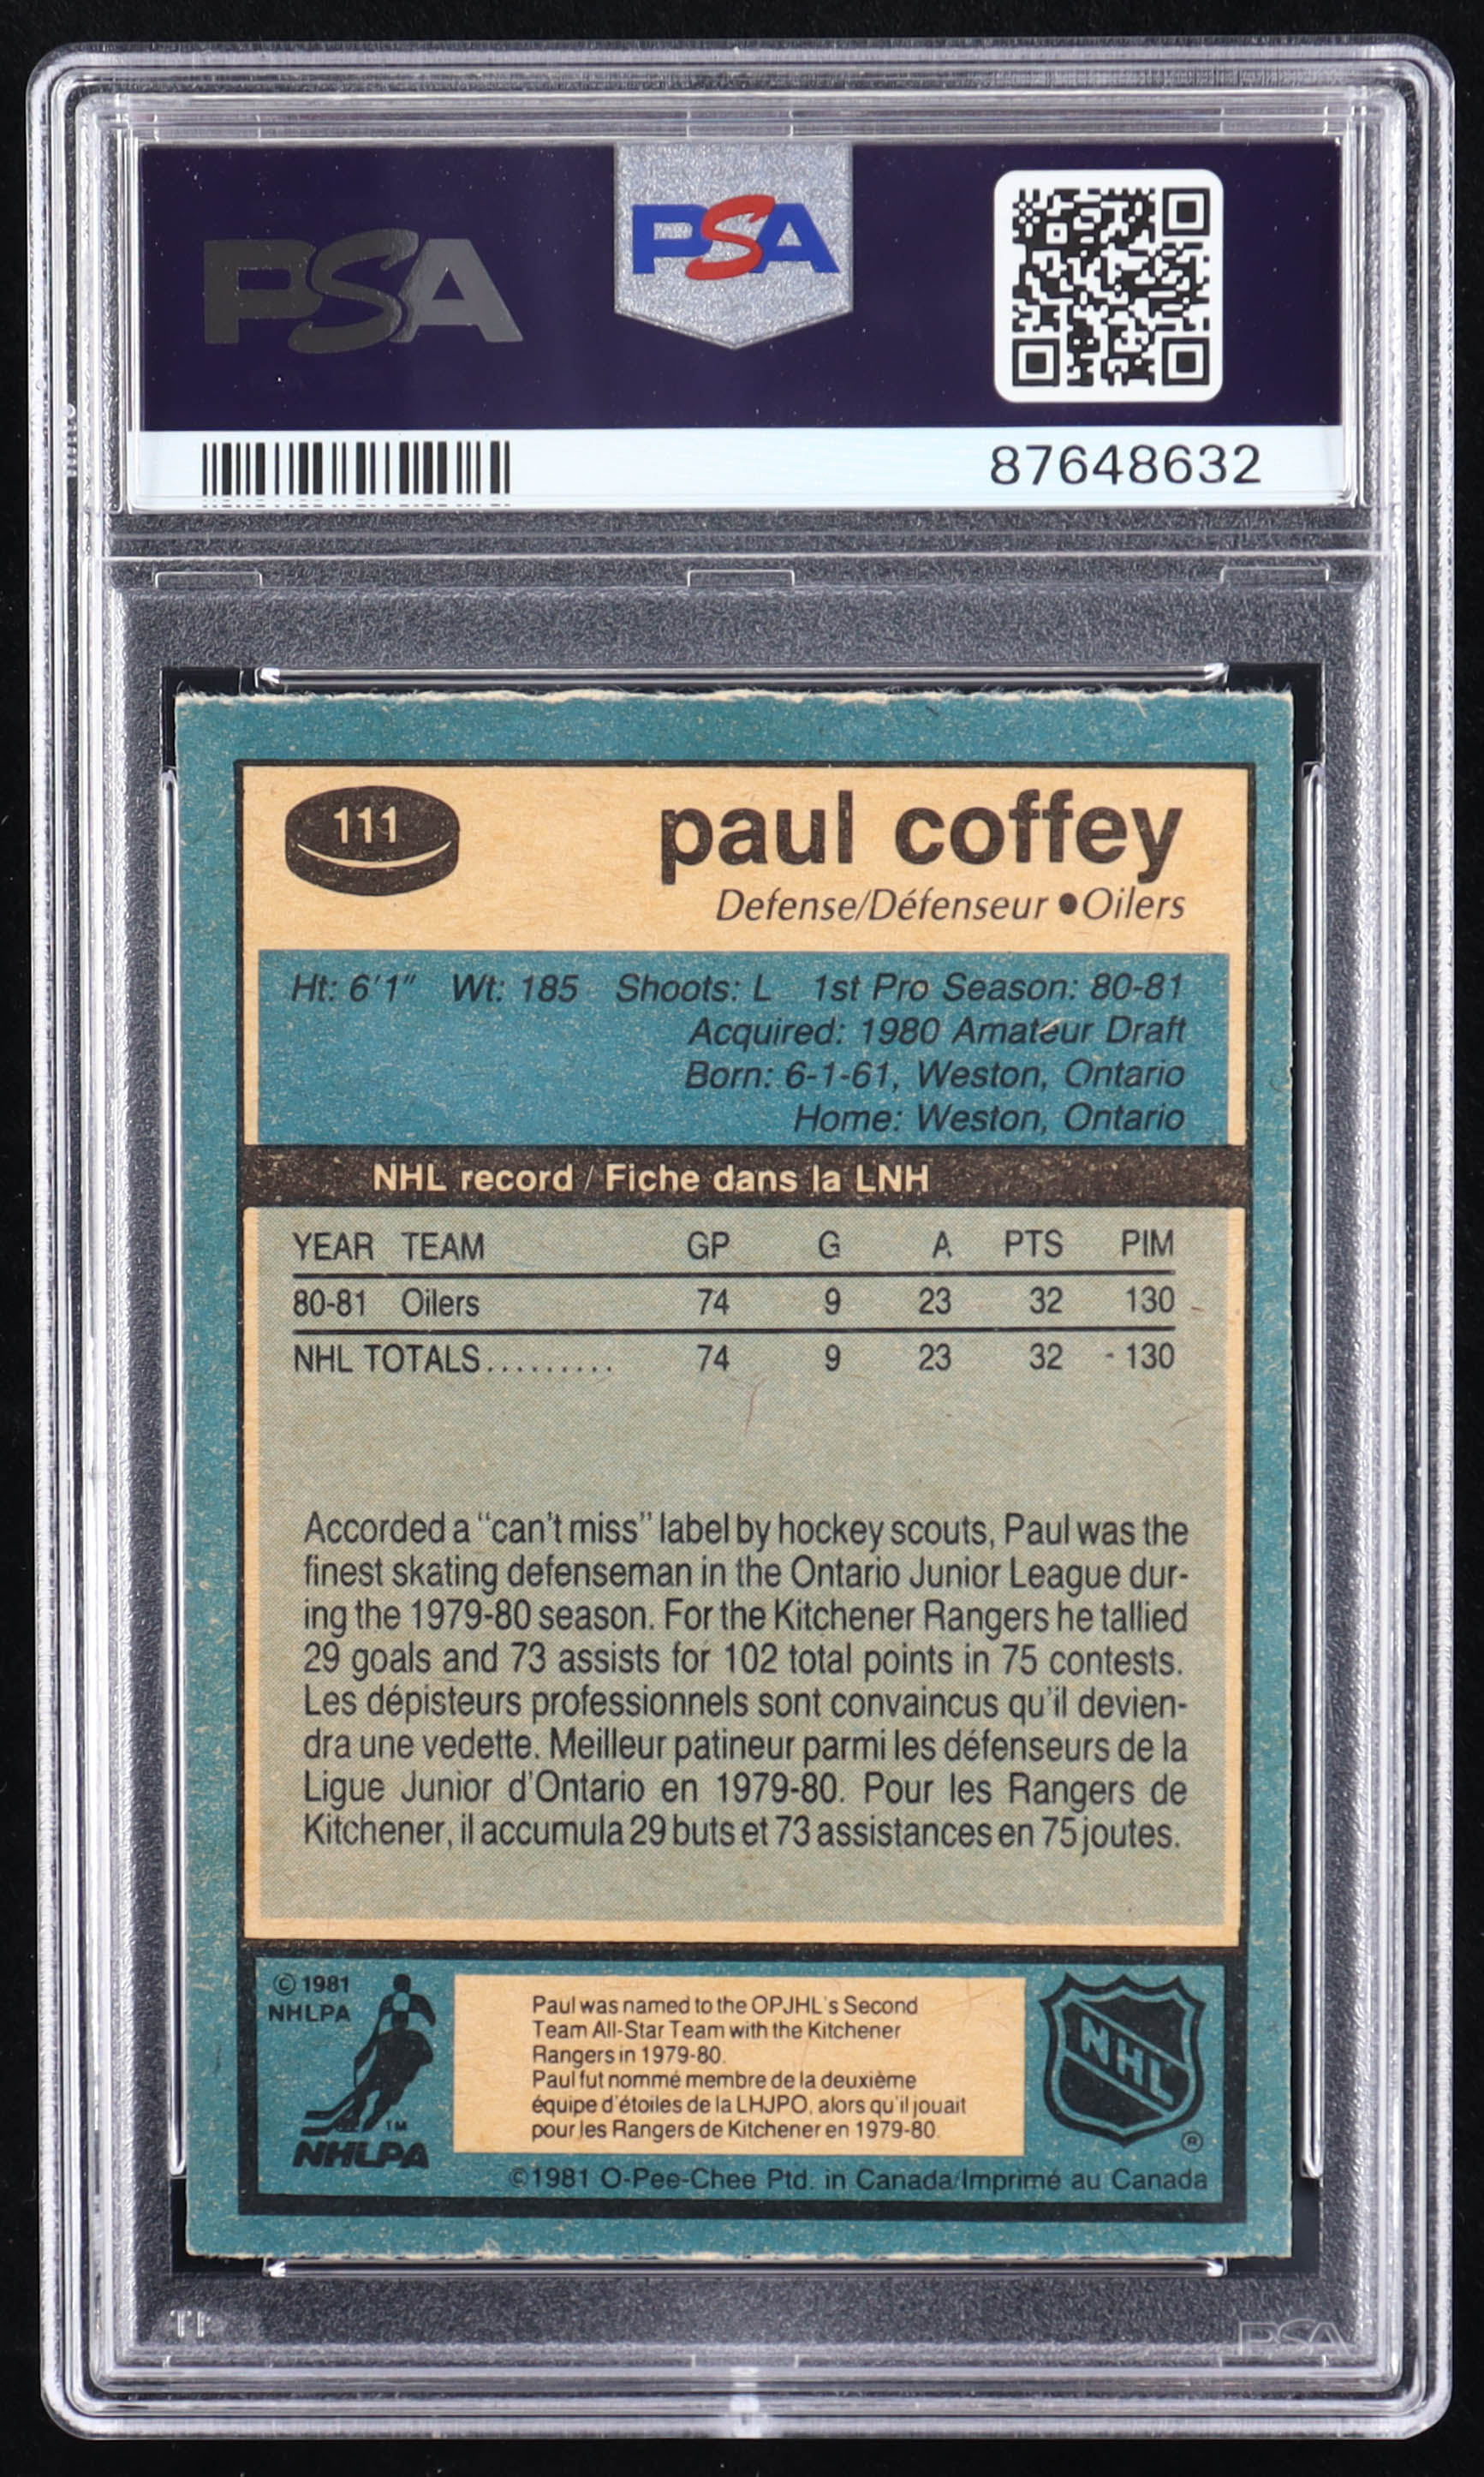 PSA
PSA
87648632
111
paul coffey
Defense/Défenseur ● Oilers
Ht: 6'1" Wt: 185 Shoots: L 1st Pro Season: 80-81
Acquired: 1980 Amateur Draft
Born: 6-1-61, Weston, Ontario
Home: Weston, Ontario
NHL record / Fiche dans la LNH
YEAR TEAM GP G A PTS PIM
80-81 Oilers 74 9 23 32 130
NHL TOTALS......... 74 9 23 32 130
Accorded a “can't miss” label by hockey scouts, Paul was the
finest skating defenseman in the Ontario Junior League dur-
ing the 1979-80 season. For the Kitchener Rangers he tallied
29 goals and 73 assists for 102 total points in 75 contests.
Les dépisteurs professionnels sont convaincus qu'il devien-
dra une vedette. Meilleur patineur parmi les défenseurs de la
Ligue Junior d'Ontario en 1979-80. Pour les Rangers de
Kitchener, il accumula 29 buts et 73 assistances en 75 joutes.
© 1981
NHLPA
TM
NHLPA
Paul was named to the OPJHL's Second
Team All-Star Team with the Kitchener
Rangers in 1979-80.
Paul fut nommé membre de la deuxième
équipe d'étoiles de la LHJPO, alors qu'il jouait
pour les Rangers de Kitchener en 1979-80.
NHL
®
©1981 O-Pee-Chee Ptd. in Canada/Imprimé au Canada
PSA